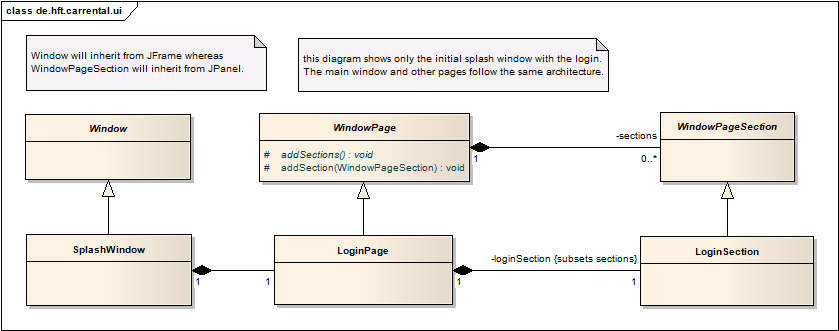 class de.hft.carrental.ui
Window will inherit from JFrame whereas
WindowPageSection will inherit from JPanel.
this diagram shows only the initial splash window with the login.
The main window and other pages follow the same architecture.
Window
WindowPage
# addSections() : void
# addSection(WindowPageSection) : void
1
-sections
0..*
WindowPageSection
SplashWindow
1
1
LoginPage
1
-loginSection {subsets sections}
1
LoginSection